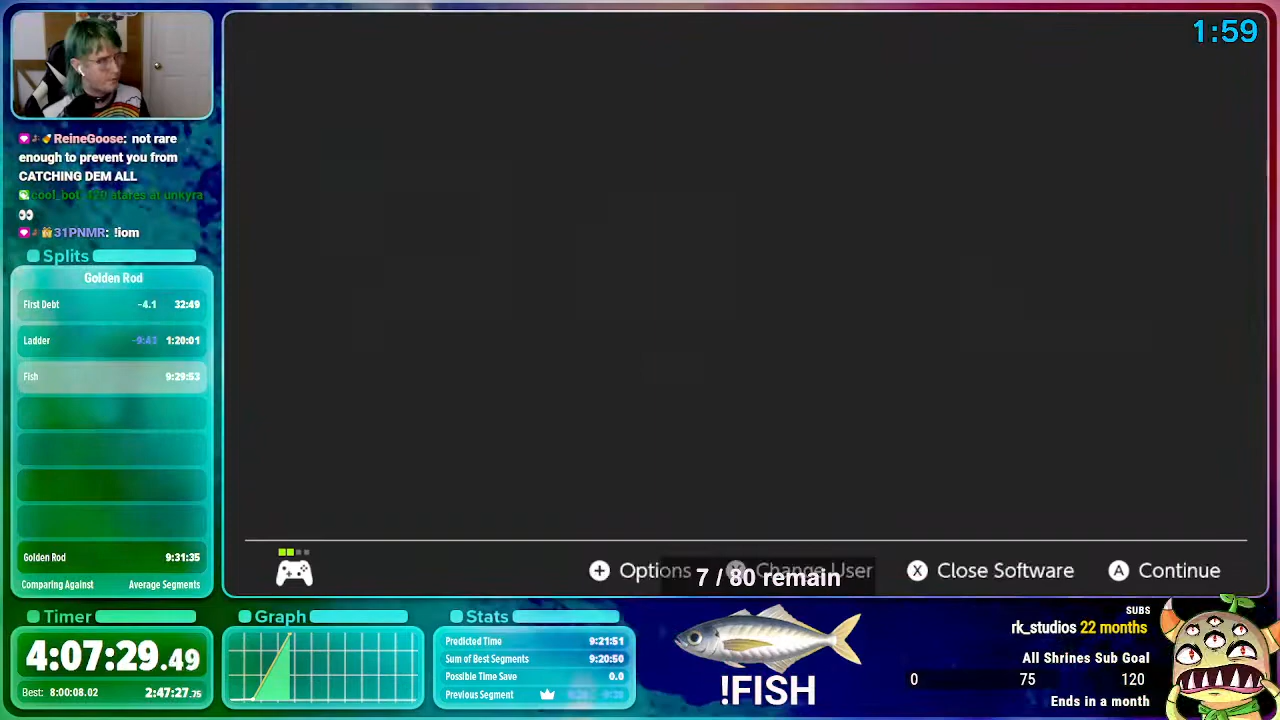 1:59
ReineGoose: not rare
enough to prevent you from
CATCHING DEM ALL
31PNMR: !iom
Splits
Golden Rod
First Debt -4.1 32:49
Ladder -9:43 1:20:01
Fish 9:29:53
Golden Rod 9:31:35
Comparing Against Average Segments
Options Change User Close Software Continue
7 / 80 remain
Timer
4:07:29.49
Best: 8:00:08.02 2:47:27.75
Graph
Stats
Predicted Time 9:21:51
Sum of Best Segments 9:20:50
Possible Time Save 0.0
Previous Segment
!FISH
SUBS
rk_studios 22 months
All Shrines Sub Goal
0 75 120
Ends in a month